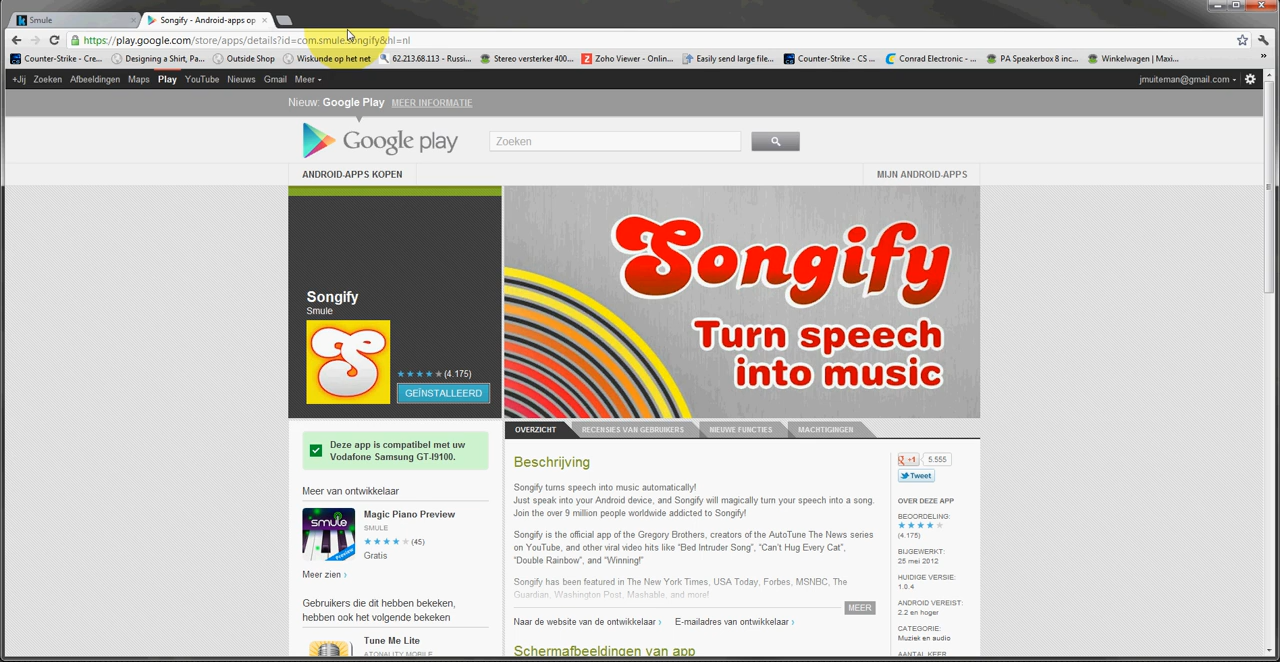 Smule
Songify - Android-apps op
https://play.google.com/store/apps/details?id=com.smule.songify&hl=nl
Counter-Strike - Cre...
Designing a Shirt, Pa...
Outside Shop
Wiskunde op het net
62.213.68.113 - Russi...
Stereo versterker 400...
Zoho Viewer - Onlin...
Easily send large file...
Counter-Strike - CS ...
Conrad Electronic - ...
PA Speakerbox 8 inc...
Winkelwagen | Maxi...
»
+Jij Zoeken Afbeeldingen Maps Play YouTube Nieuws Gmail Meer
jmuiteman@gmail.com
Nieuw: Google Play MEER INFORMATIE
Google play
Zoeken
ANDROID-APPS KOPEN
MIJN ANDROID-APPS
Songify
Smule
(4.175)
GEÏNSTALLEERD
Songify
Turn speech
into music
Deze app is compatibel met uw
Vodafone Samsung GT-I9100.
Meer van ontwikkelaar
smule
Preview
Magic Piano Preview
SMULE
(45)
Gratis
Meer zien ›
Gebruikers die dit hebben bekeken,
hebben ook het volgende bekeken
Tune Me Lite
ATONALITY MOBILE
OVERZICHT
RECENSIES VAN GEBRUIKERS
NIEUWE FUNCTIES
MACHTIGINGEN
Beschrijving
Songify turns speech into music automatically!
Just speak into your Android device, and Songify will magically turn your speech into a song.
Join the over 9 million people worldwide addicted to Songify!
Songify is the official app of the Gregory Brothers, creators of the AutoTune The News series
on YouTube, and other viral video hits like “Bed Intruder Song”, “Can't Hug Every Cat”,
“Double Rainbow”, and “Winning!”
Songify has been featured in The New York Times, USA Today, Forbes, MSNBC, The
Guardian, Washington Post, Mashable, and more!
MEER
Naar de website van de ontwikkelaar ›
E-mailadres van ontwikkelaar ›
Schermafbeeldingen van app
+1
5.555
Tweet
OVER DEZE APP
BEOORDELING:
(4.175)
BIJGEWERKT:
25 mei 2012
HUIDIGE VERSIE:
1.0.4
ANDROID VEREIST:
2.2 en hoger
CATEGORIE:
Muziek en audio
AANTAL KEER